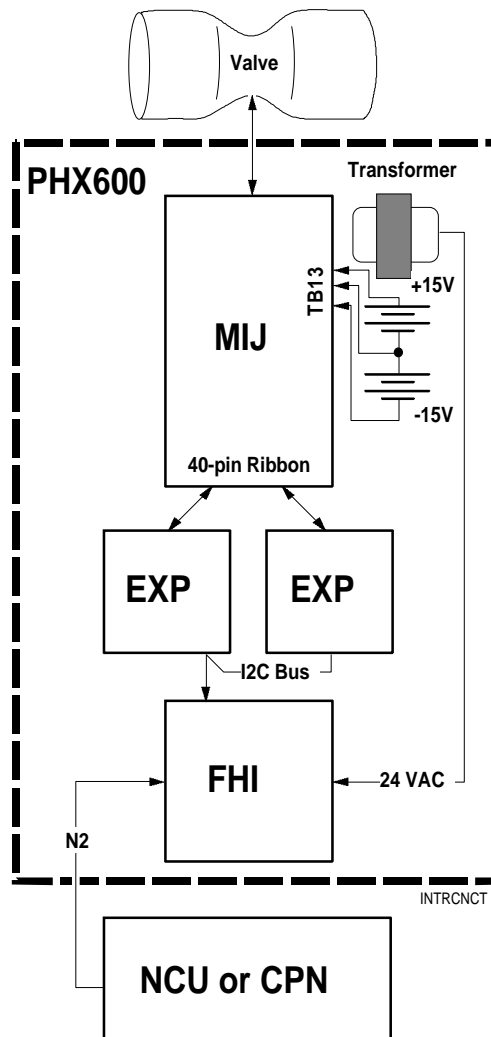 Valve
PHX600
Transformer
TB13
+15V
MIJ
-15V
40-pin Ribbon
EXP
EXP
I2C Bus
FHI
24 VAC
N2
INTRCNCT
NCU or CPN